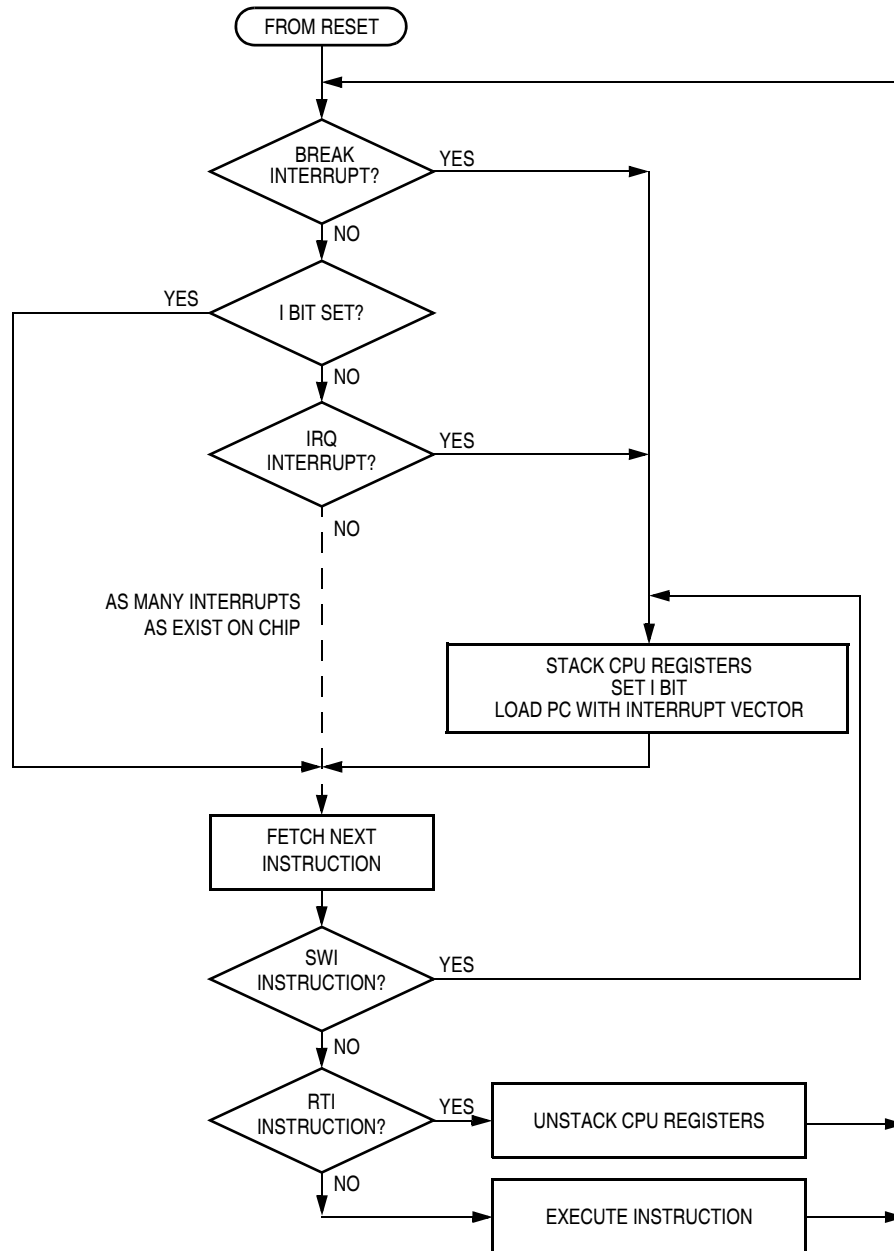 FROM RESET
BREAK
INTERRUPT?
YES
NO
YES
I BIT SET?
NO
IRQ
INTERRUPT?
YES
NO
AS MANY INTERRUPTS
AS EXIST ON CHIP
STACK CPU REGISTERS
SET I BIT
LOAD PC WITH INTERRUPT VECTOR
FETCH NEXT
INSTRUCTION
SWI
INSTRUCTION?
YES
NO
RTI
INSTRUCTION?
YES
UNSTACK CPU REGISTERS
NO
EXECUTE INSTRUCTION